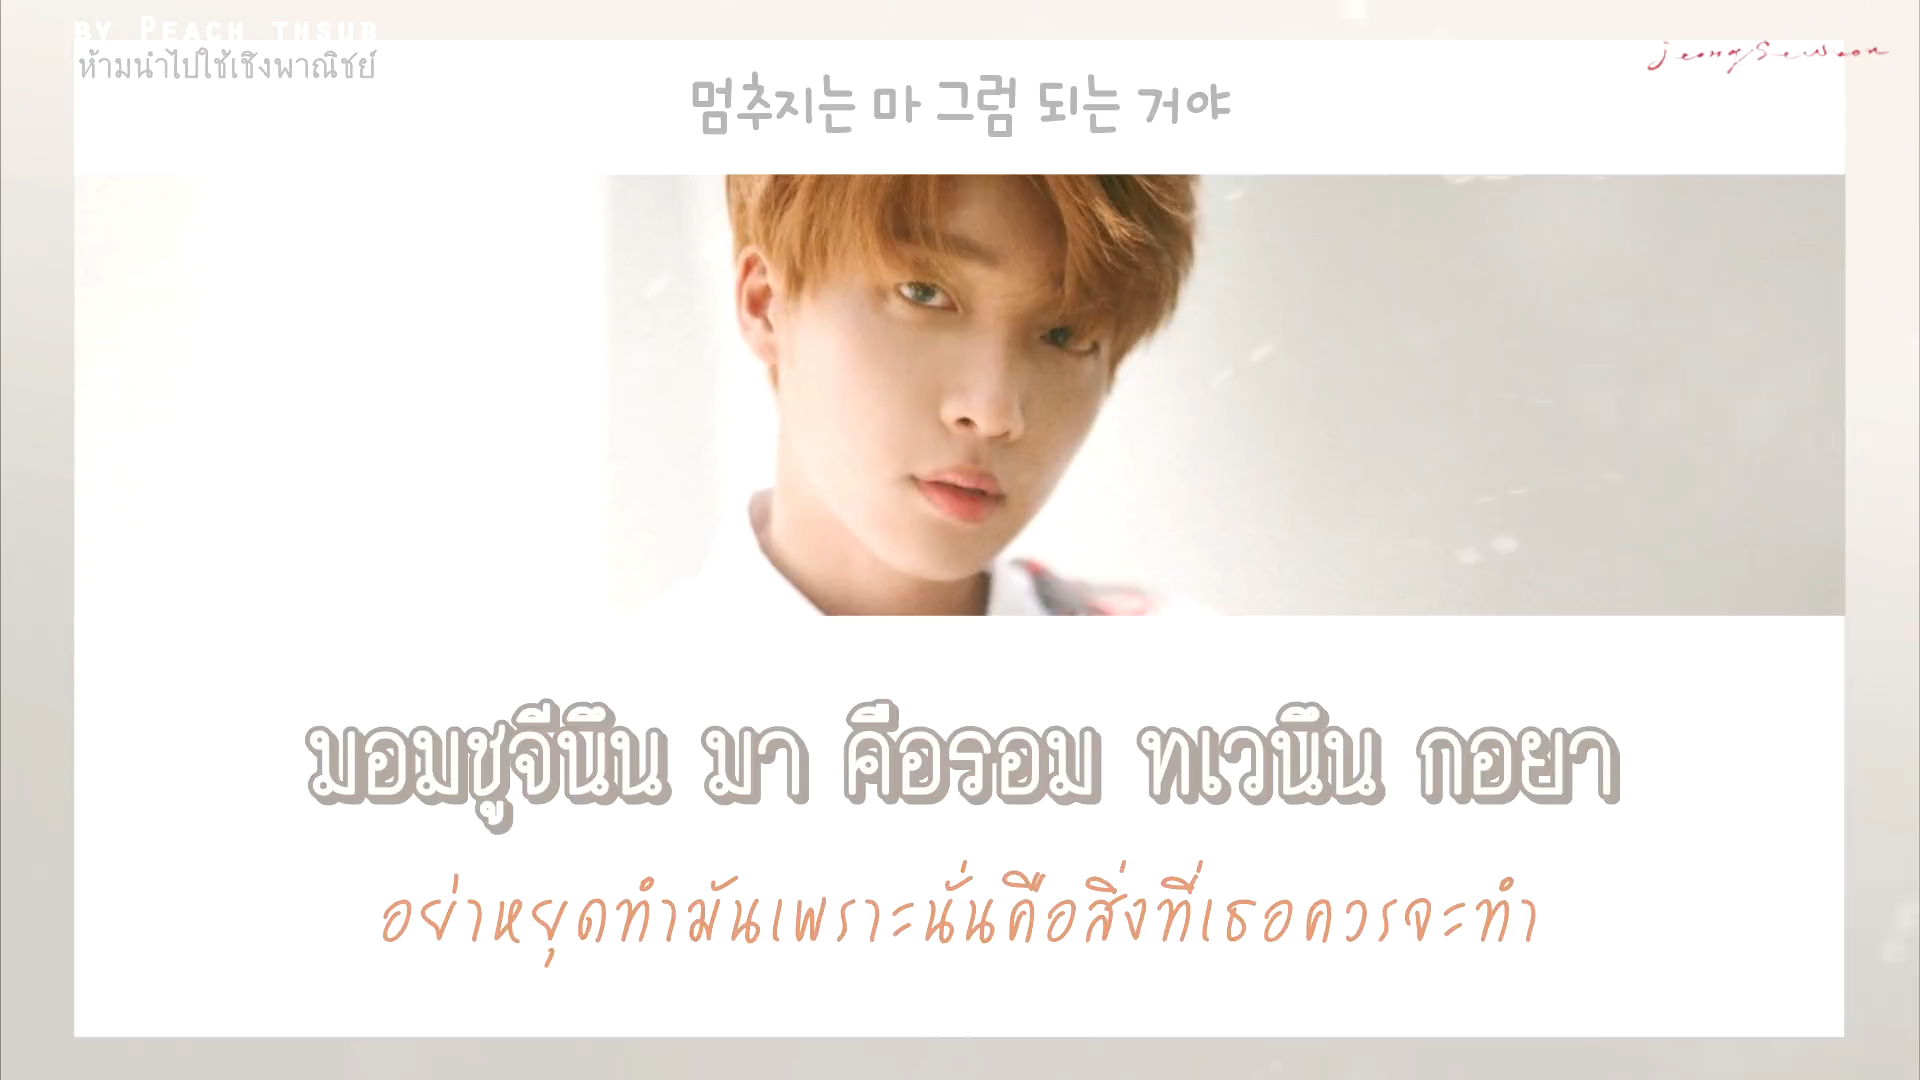 by Peach thsub
ห้ามนำไปใช้เชิงพาณิชย์
jeong Sewoon
멈추지는 마 그럼 되는 거야
มอมชูจีนึน มา คือรอม ทเวนึน กอยา
อย่าหยุดทำมันเพราะนั่นคือสิ่งที่เธอควรจะทำ